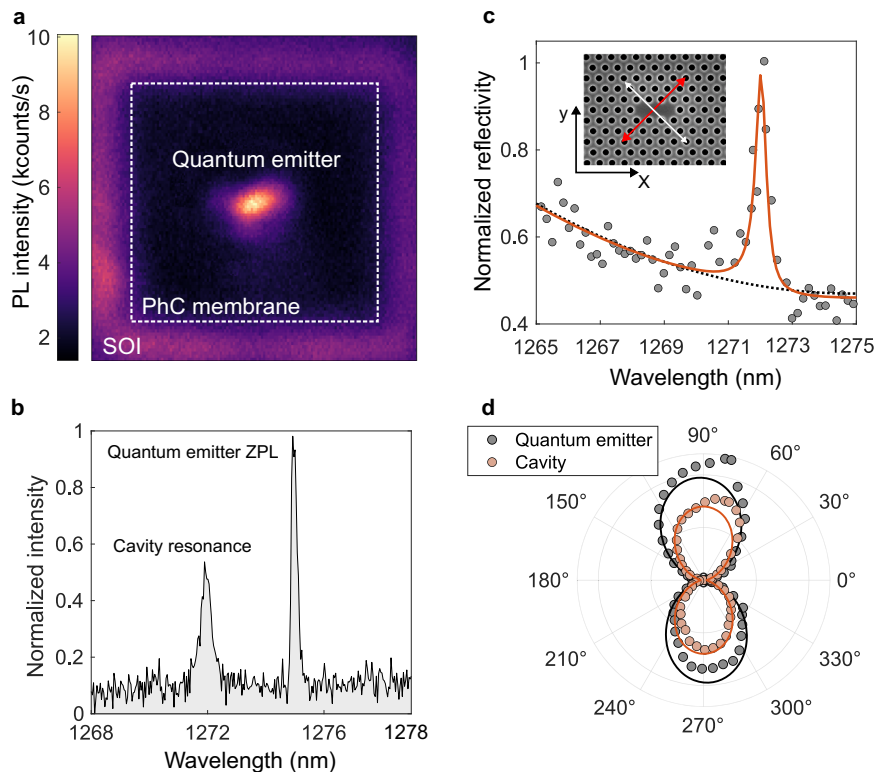 a
PL intensity (kcounts/s)
10
8
6
4
2
Quantum emitter
PhC membrane
SOI
b
Normalized intensity
1
0.8
0.6
0.4
0.2
0
Quantum emitter ZPL
Cavity resonance
1268
1272
1276
1278
Wavelength (nm)
c
Normalized reflectivity
1
0.8
0.6
0.4
y
X
1265
1267
1269
1271
1273
1275
Wavelength (nm)
d
Quantum emitter
Cavity
90°
60°
30°
0°
330°
300°
270°
240°
210°
180°
150°